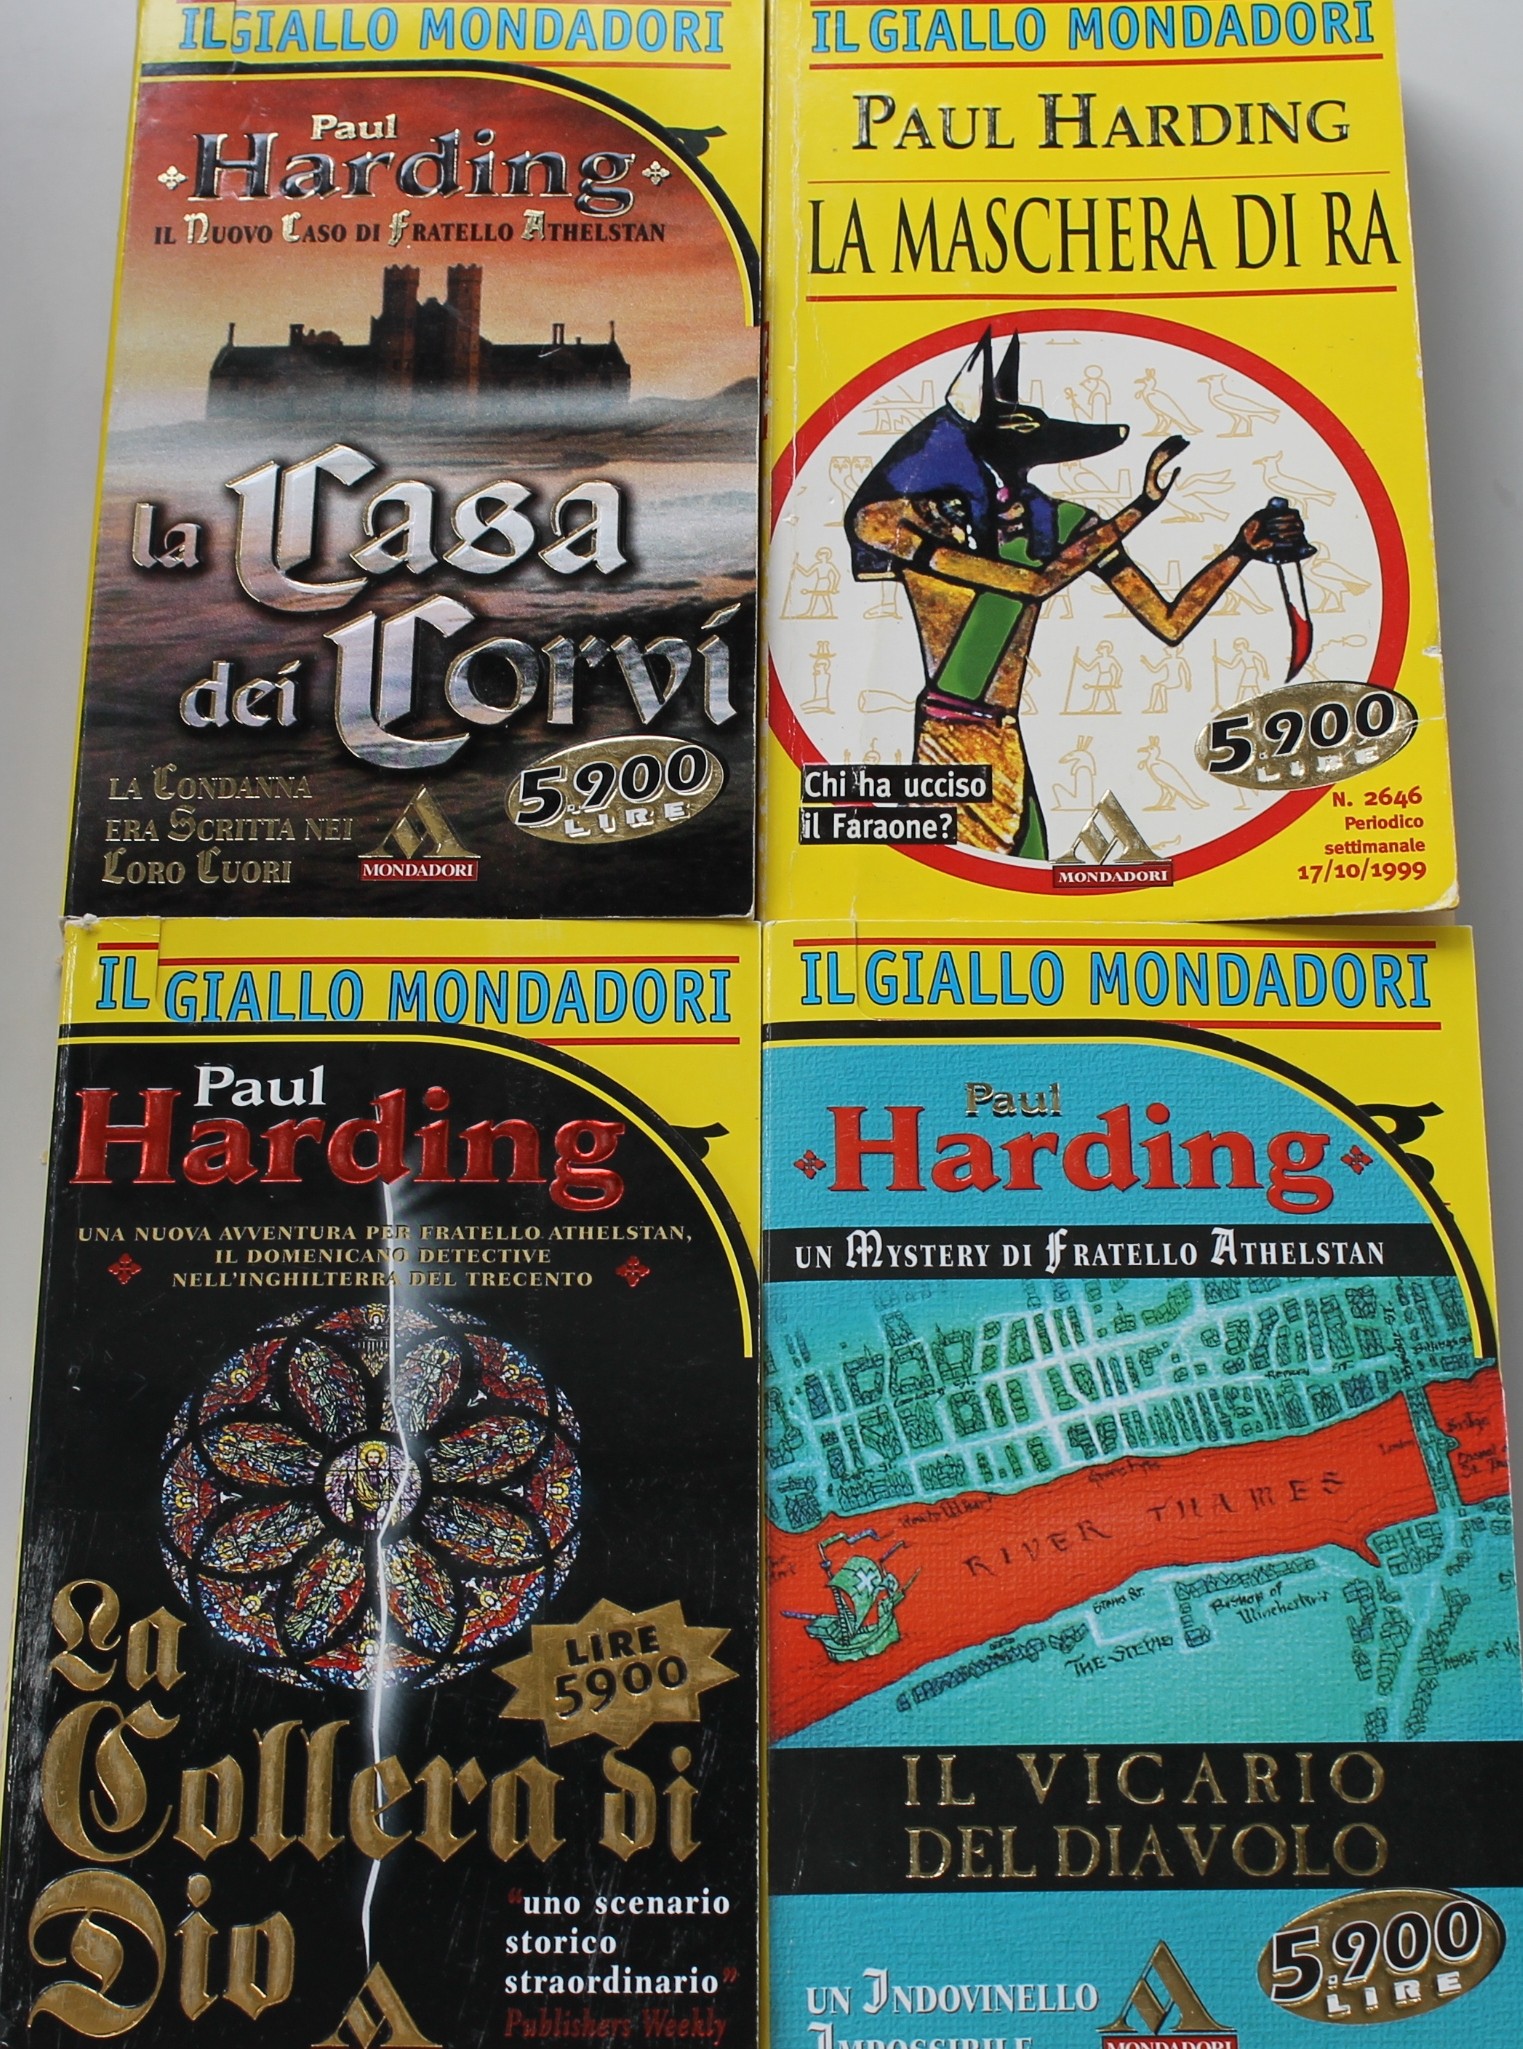 IL GIALLO MONDADORI
Paul
Harding
IL NUOVO CASO DI FRATELLO ATHELSTAN
la Casa
dei Corvi
5.900
LIRE
LA CONDANNA
ERA SCRITTA NEI
LORO CUORI
MONDADORI
IL GIALLO MONDADORI
PAUL HARDING
LA MASCHERA DI RA
5.900
LIRE
Chi ha ucciso
il Faraone?
N. 2646
Periodico
settimanale
17/10/1999
MONDADORI
IL GIALLO MONDADORI
Paul
Harding
UNA NUOVA AVVENTURA PER FRATELLO ATHELSTAN,
IL DOMENICANO DETECTIVE
NELL'INGHILTERRA DEL TRECENTO
LIRE
5900
La
Collera di
Dio
"uno scenario
storico
straordinario"
Publishers Weekly
IL GIALLO MONDADORI
Paul
Harding
UN MYSTERY DI FRATELLO ATHELSTAN
RIVER THAMES
Bishop of
THE STEWS
IL VICARIO
DEL DIAVOLO
5.900
LIRE
UN INDOVINELLO
IMPOSSIBILE
MONDADORI